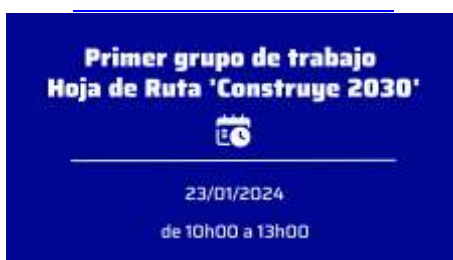 Primer grupo de trabajo
Hoja de Ruta 'Construye 2030'
23/01/2024
de 10h00 a 13h00